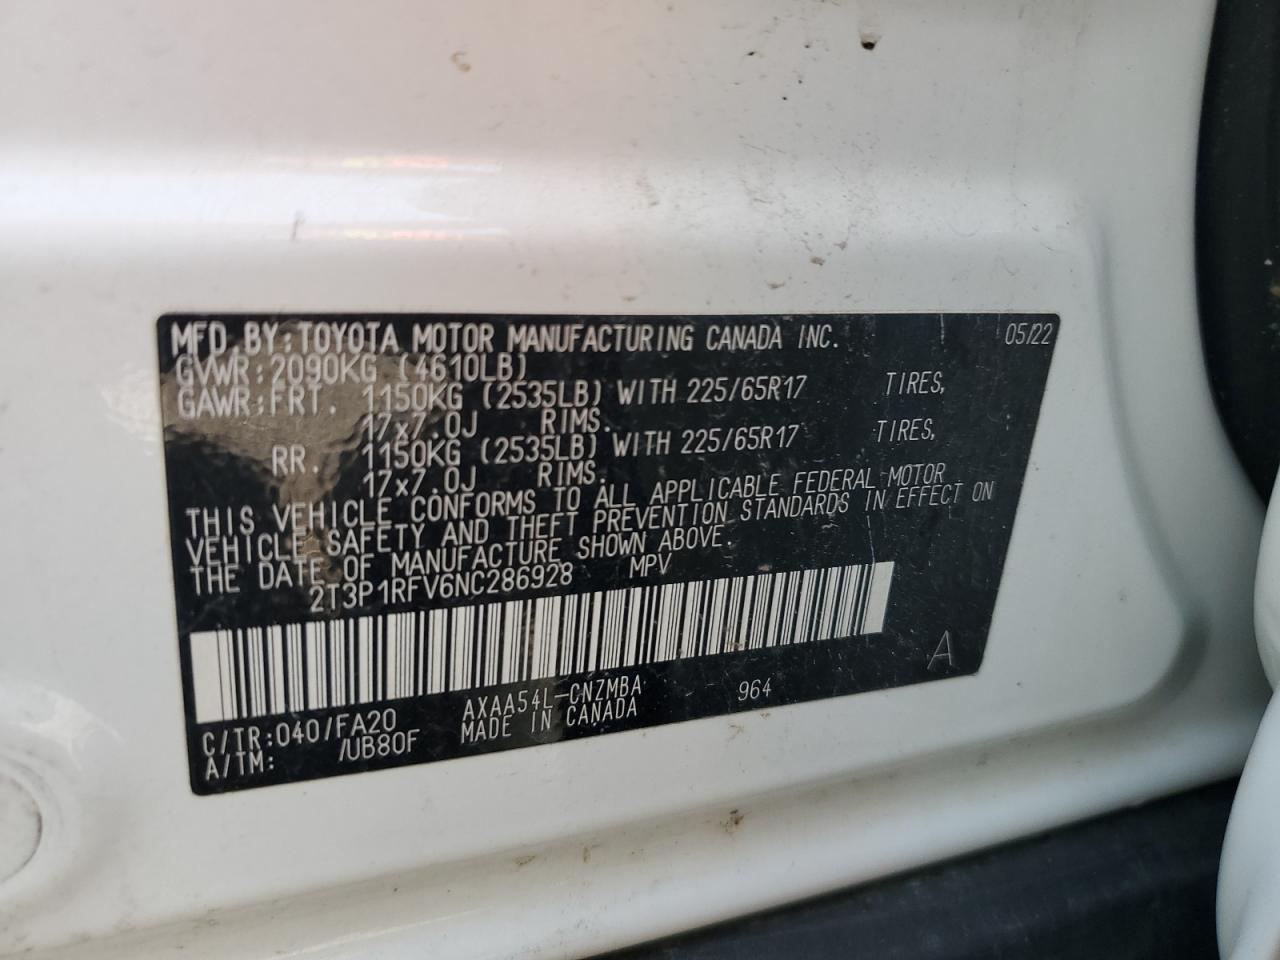 MFD BY: TOYOTA MOTOR MANUFACTURING CANADA INC. 05/22
GVWR: 2090KG (4610LB)
GAWR: FRT. 1150KG (2535LB) WITH 225/65R17 TIRES,
17x7.0J RIMS.
RR. 1150KG (2535LB) WITH 225/65R17 TIRES,
17x7.0J RIMS.
THIS VEHICLE CONFORMS TO ALL APPLICABLE FEDERAL MOTOR
VEHICLE SAFETY AND THEFT PREVENTION STANDARDS IN EFFECT ON
THE DATE OF MANUFACTURE SHOWN ABOVE.
2T3P1RFV6NC286928 MPV
A
C/TR: 040/FA20 AXAA54L-CNZMBA 964
A/TM: /UB80F MADE IN CANADA